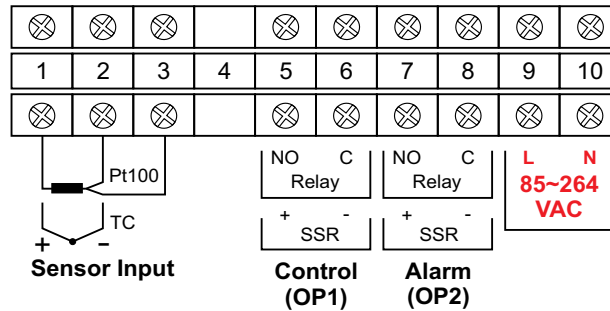 1 2 3 4 5 6 7 8 9 10
NO C NO C L N
Pt100 Relay Relay 85~264
VAC
TC + - + -
+ - SSR SSR
Sensor Input Control Alarm
(OP1) (OP2)